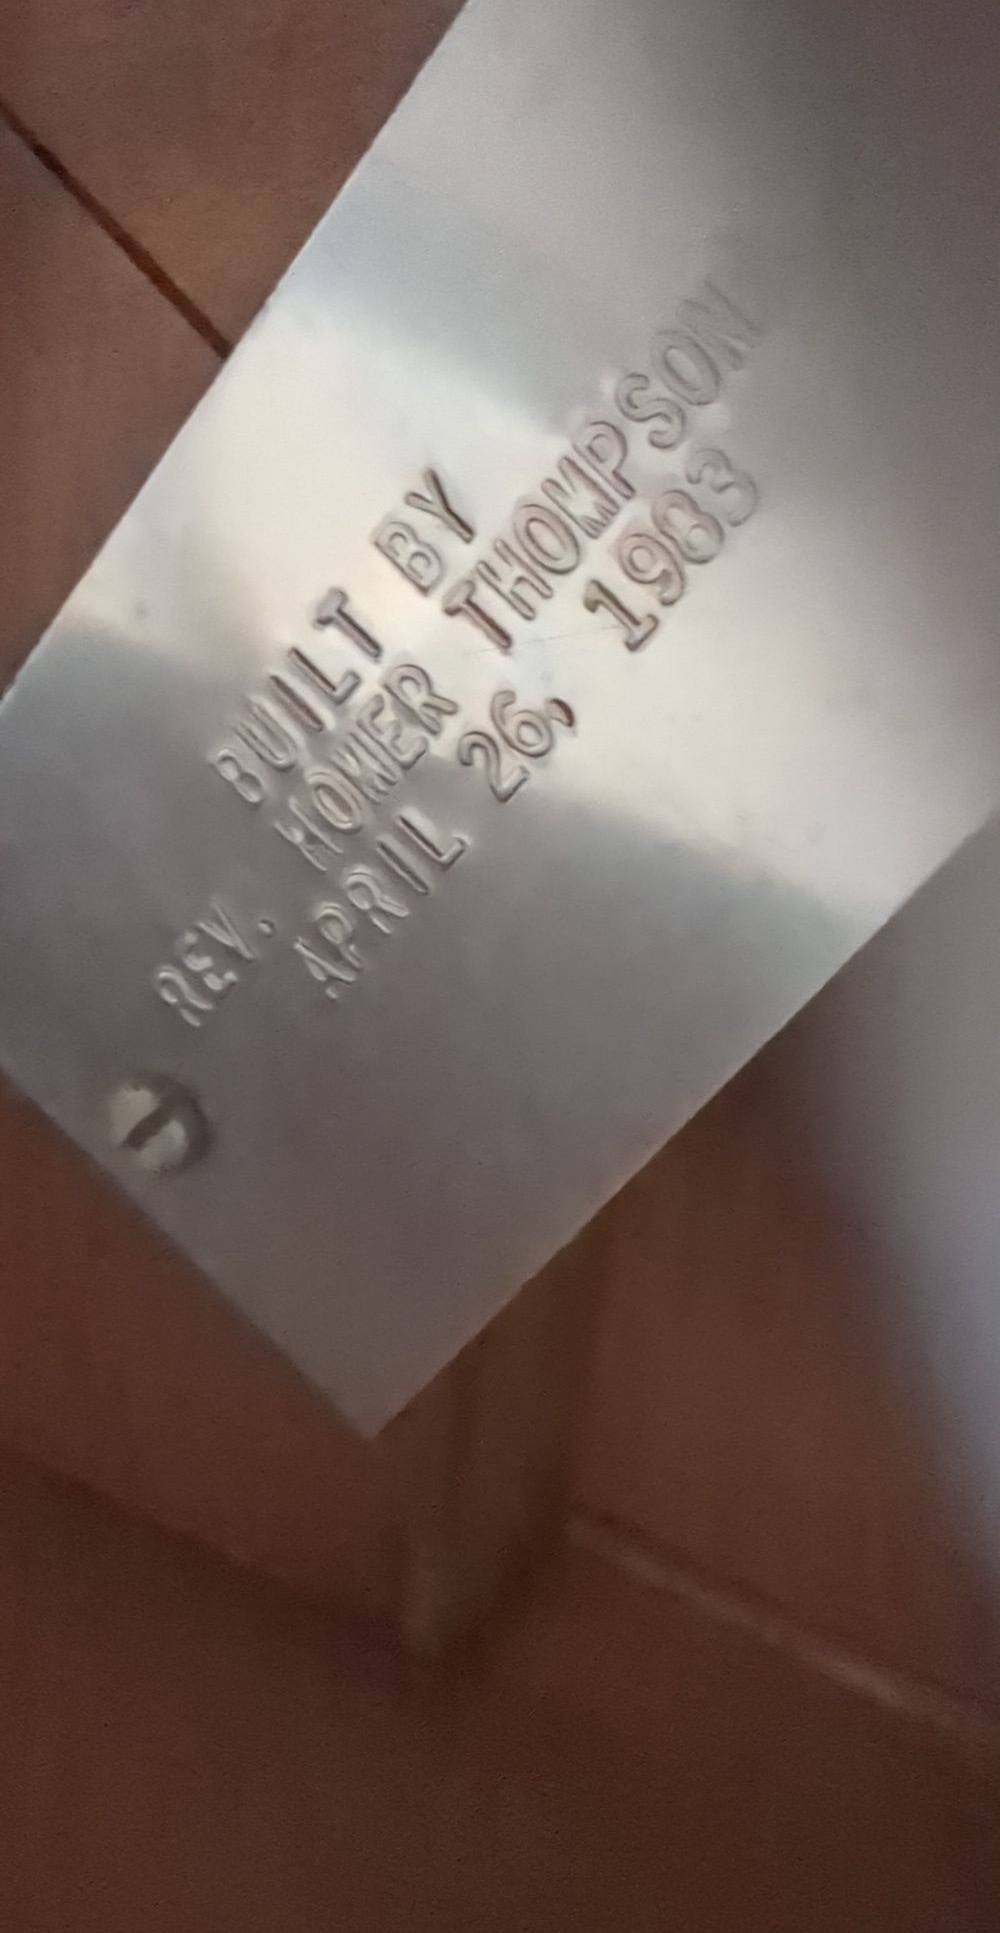 BUILT BY
REV. HOMER THOMPSON
APRIL 26, 1983